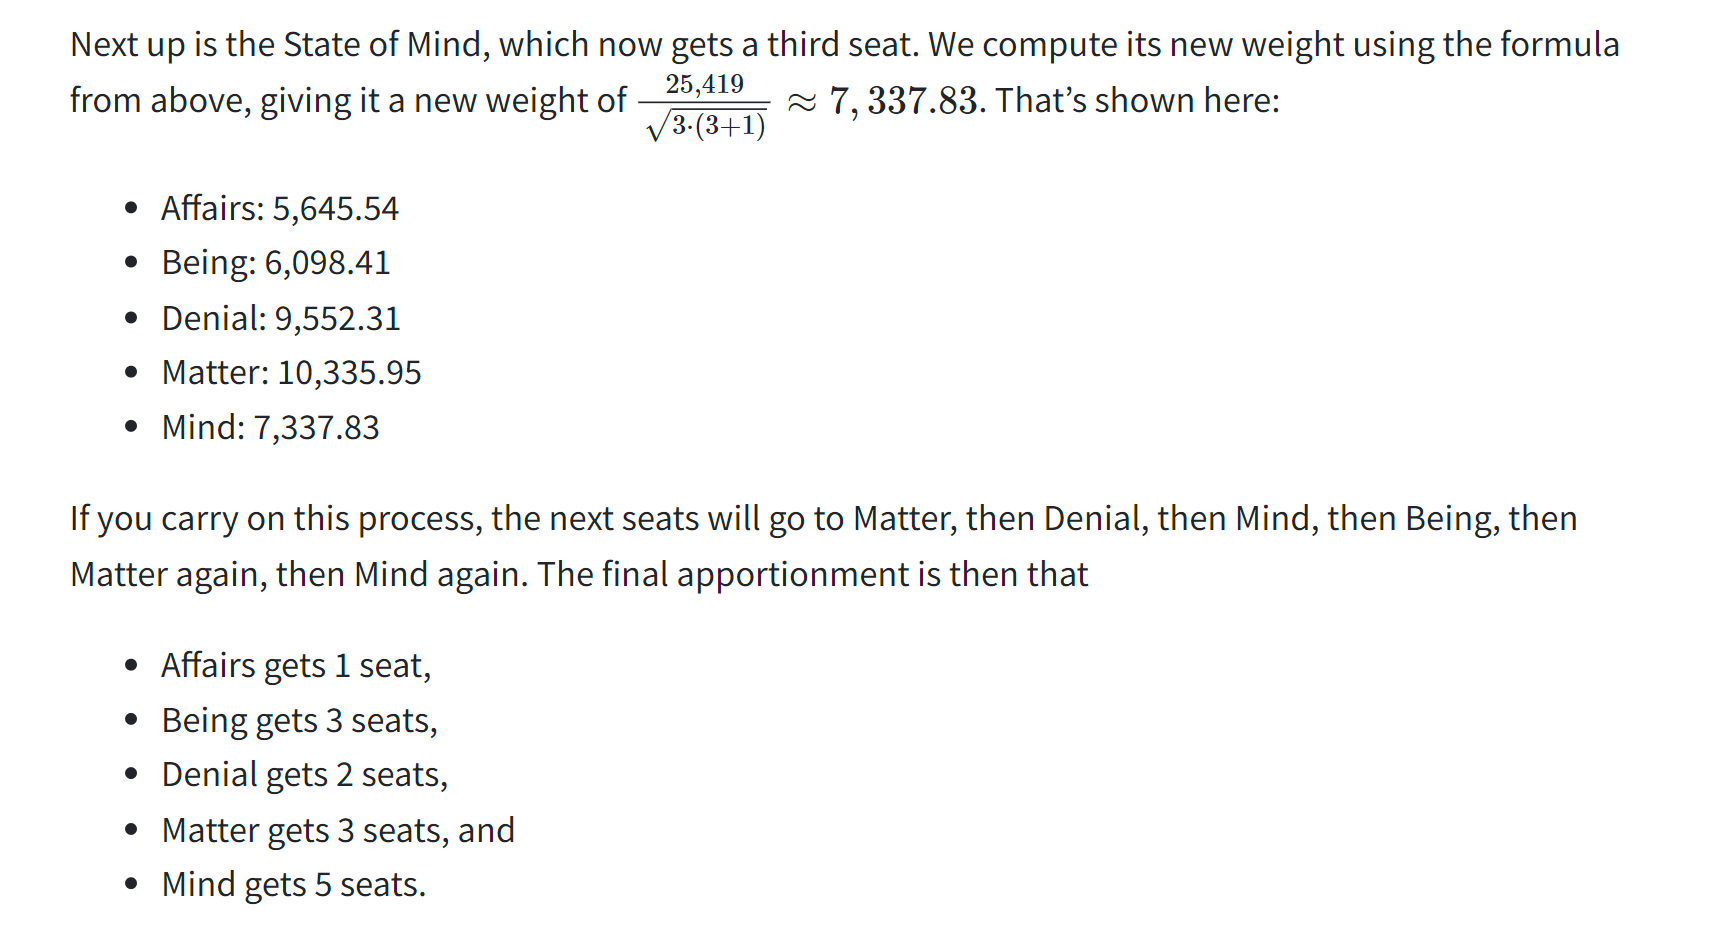 Next up is the State of Mind, which now gets a third seat. We compute its new weight using the formula
from above, giving it a new weight of 25,419/√3·(3+1) ≈ 7, 337.83. That’s shown here:
• Affairs: 5,645.54
• Being: 6,098.41
• Denial: 9,552.31
• Matter: 10,335.95
• Mind: 7,337.83
If you carry on this process, the next seats will go to Matter, then Denial, then Mind, then Being, then
Matter again, then Mind again. The final apportionment is then that
• Affairs gets 1 seat,
• Being gets 3 seats,
• Denial gets 2 seats,
• Matter gets 3 seats, and
• Mind gets 5 seats.